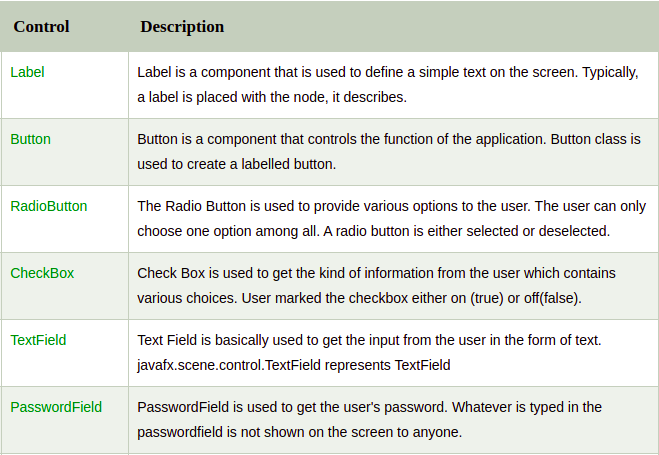 Control Description
Label Label is a component that is used to define a simple text on the screen. Typically,
a label is placed with the node, it describes.
Button Button is a component that controls the function of the application. Button class is
used to create a labelled button.
RadioButton The Radio Button is used to provide various options to the user. The user can only
choose one option among all. A radio button is either selected or deselected.
CheckBox Check Box is used to get the kind of information from the user which contains
various choices. User marked the checkbox either on (true) or off(false).
TextField Text Field is basically used to get the input from the user in the form of text.
javafx.scene.control.TextField represents TextField
PasswordField PasswordField is used to get the user's password. Whatever is typed in the
passwordfield is not shown on the screen to anyone.